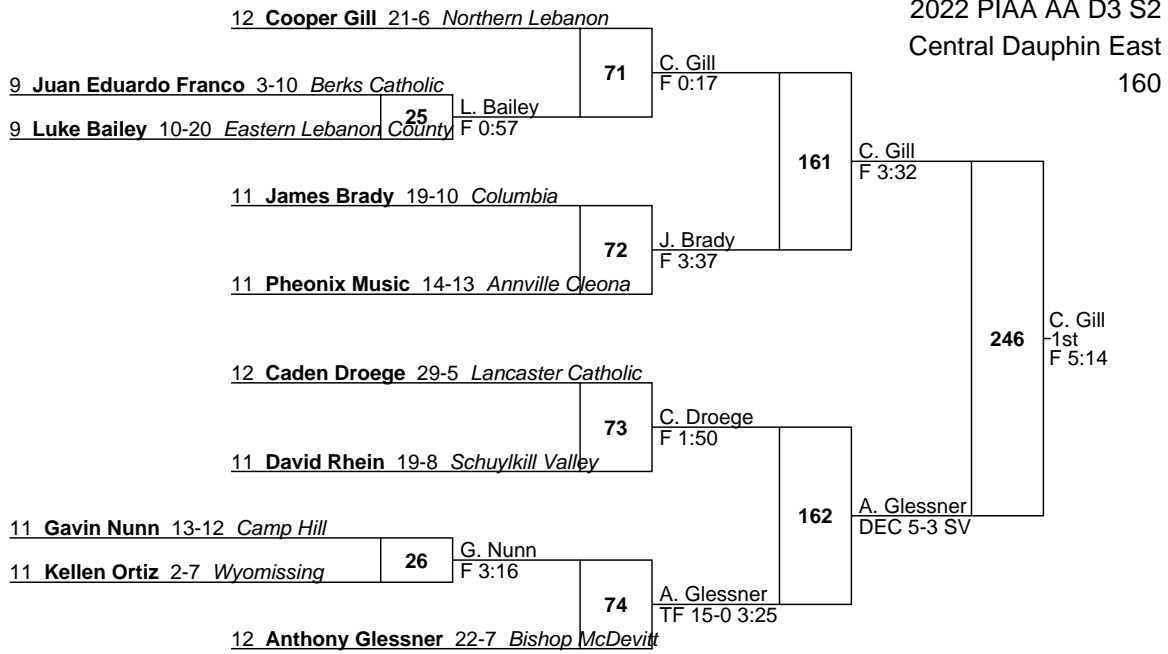 2022 PIAA AA D3 S2
Central Dauphin East
160
12 Cooper Gill 21-6 Northern Lebanon
71
C. Gill
F 0:17
9 Juan Eduardo Franco 3-10 Berks Catholic
25
L. Bailey
F 0:57
9 Luke Bailey 10-20 Eastern Lebanon County
161
C. Gill
F 3:32
11 James Brady 19-10 Columbia
72
J. Brady
F 3:37
11 Pheonix Music 14-13 Annville Cleona
246
C. Gill
1st
F 5:14
12 Caden Droege 29-5 Lancaster Catholic
73
C. Droege
F 1:50
11 David Rhein 19-8 Schuylkill Valley
162
A. Glessner
DEC 5-3 SV
11 Gavin Nunn 13-12 Camp Hill
26
G. Nunn
F 3:16
11 Kellen Ortiz 2-7 Wyomissing
74
A. Glessner
TF 15-0 3:25
12 Anthony Glessner 22-7 Bishop McDevitt